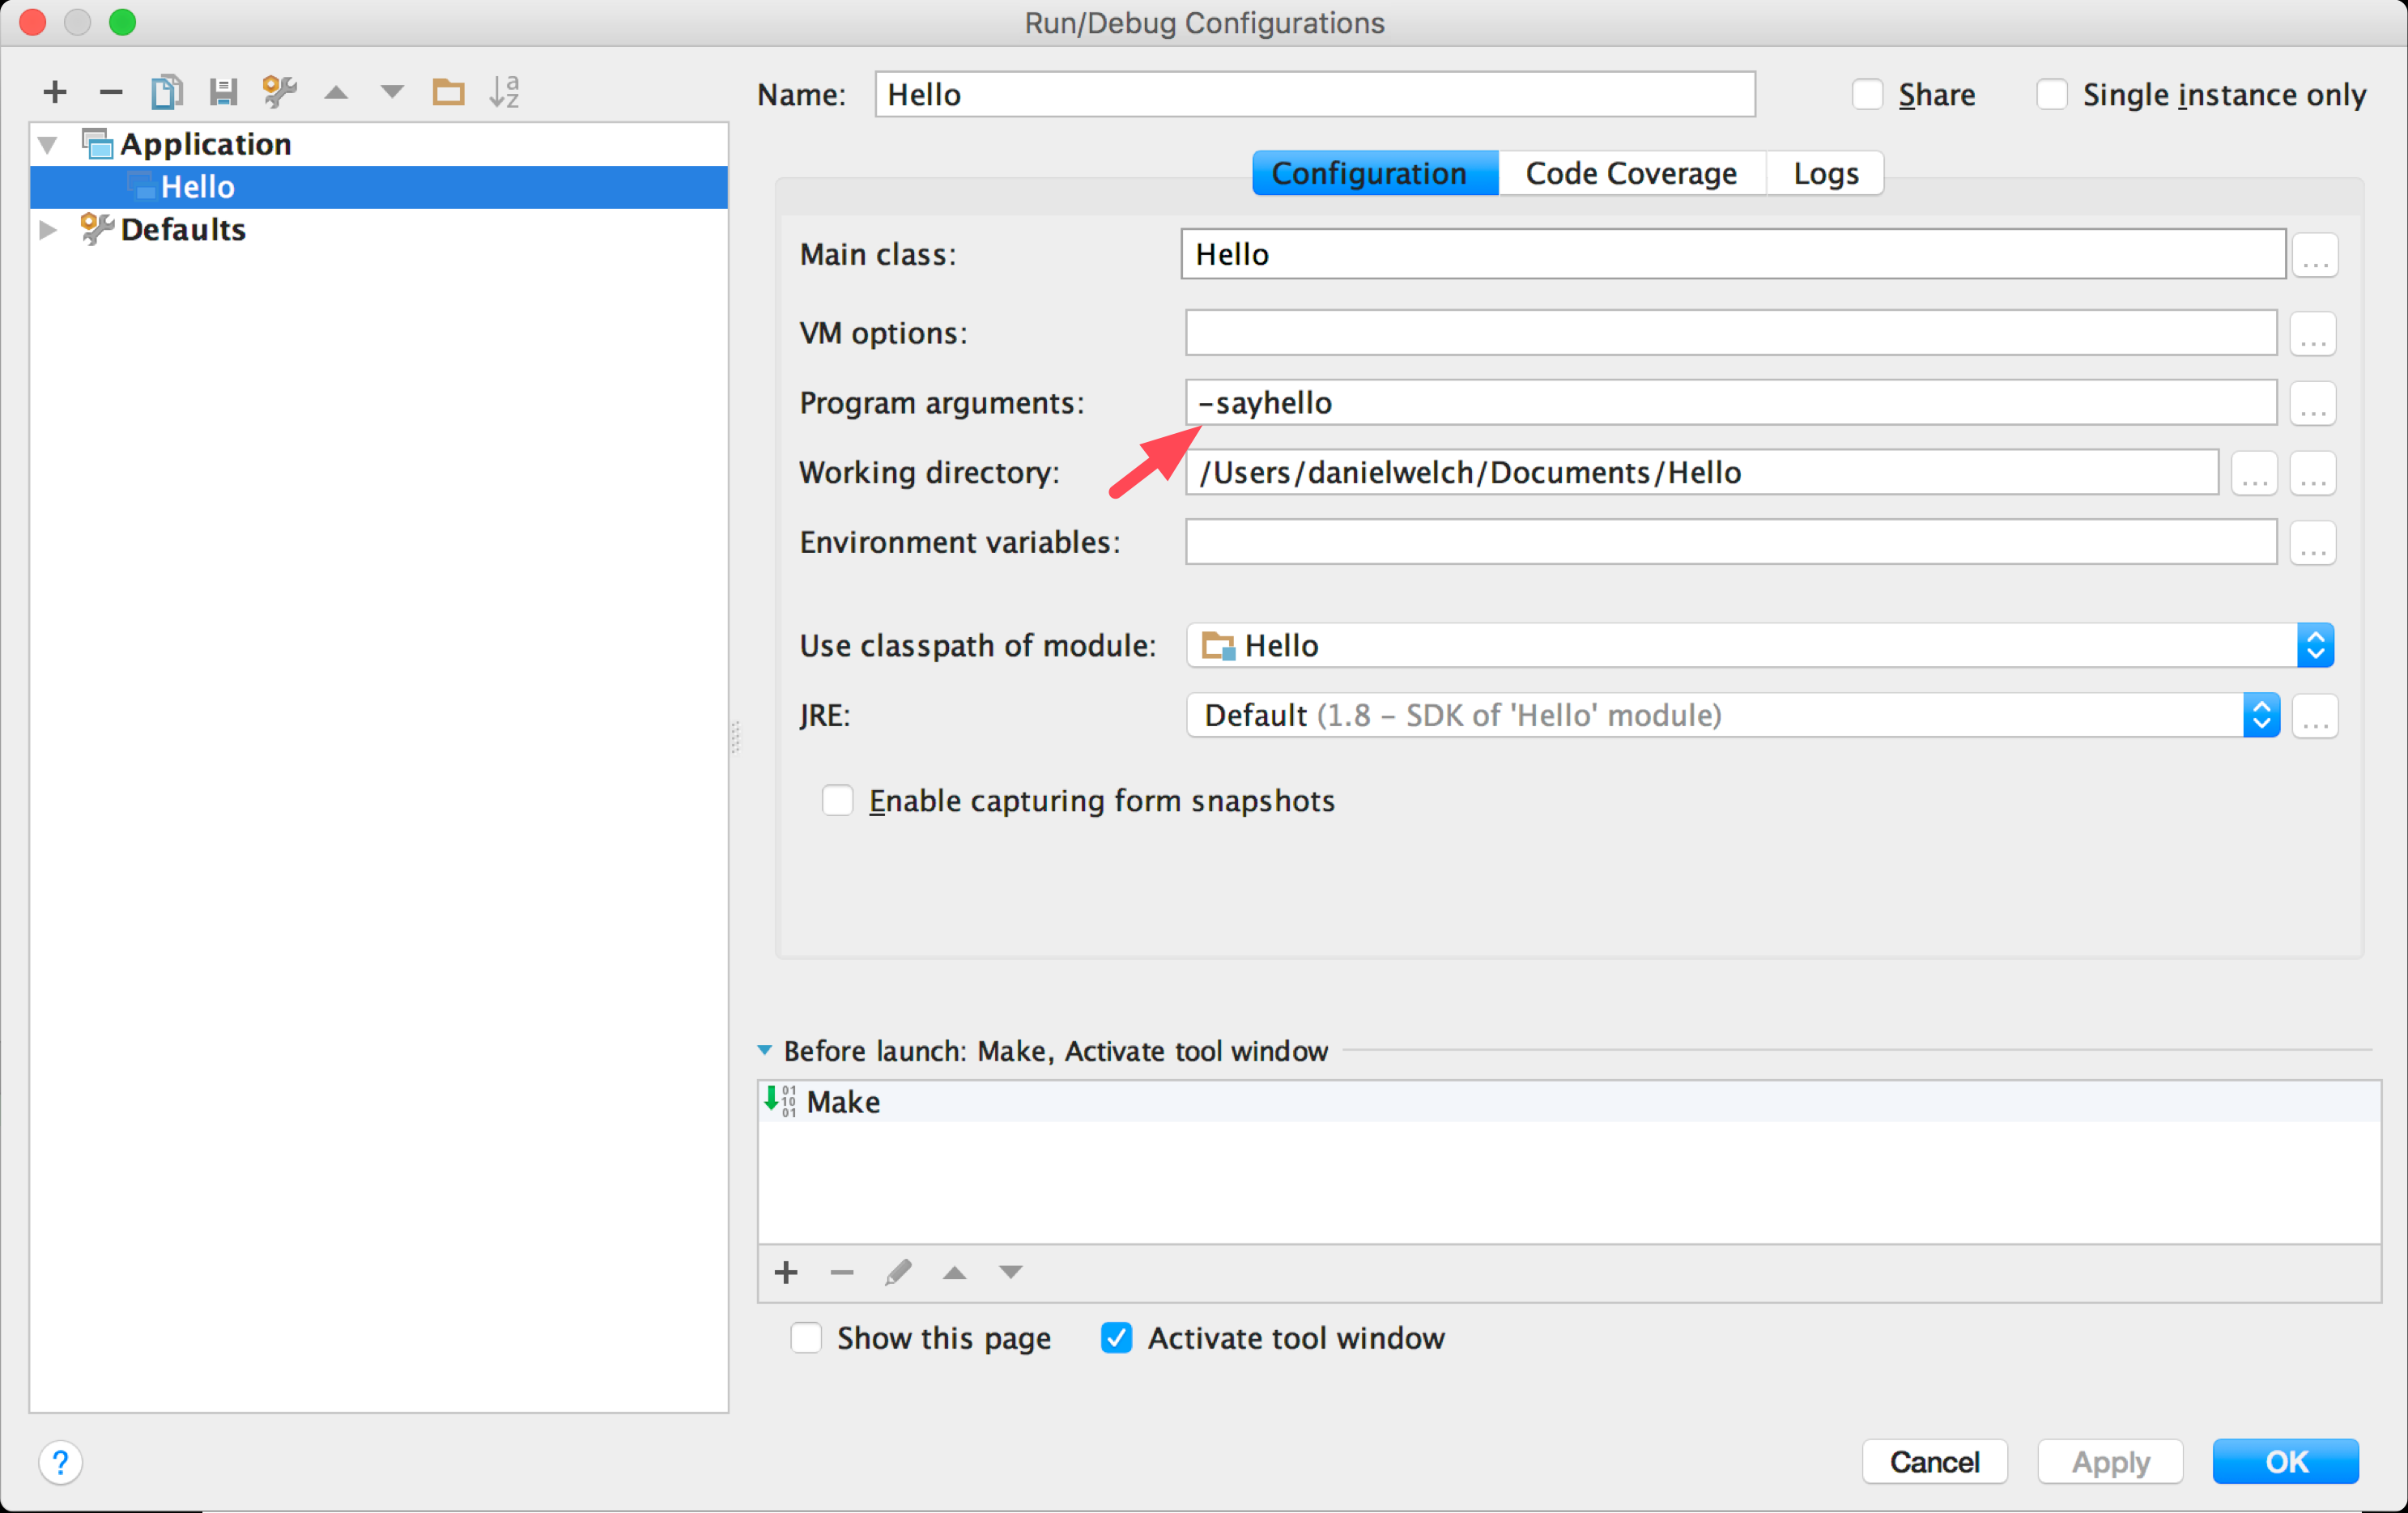 Run/Debug Configurations
Name: Hello Share Single instance only
Application
Hello
Defaults
Configuration Code Coverage Logs
Main class: Hello ...
VM options: ...
Program arguments: -sayhello ...
Working directory: /Users/danielwelch/Documents/Hello ... ...
Environment variables: ...
Use classpath of module: Hello
JRE: Default (1.8 - SDK of 'Hello' module) ...
Enable capturing form snapshots
Before launch: Make, Activate tool window
Make
Show this page Activate tool window
? Cancel Apply OK